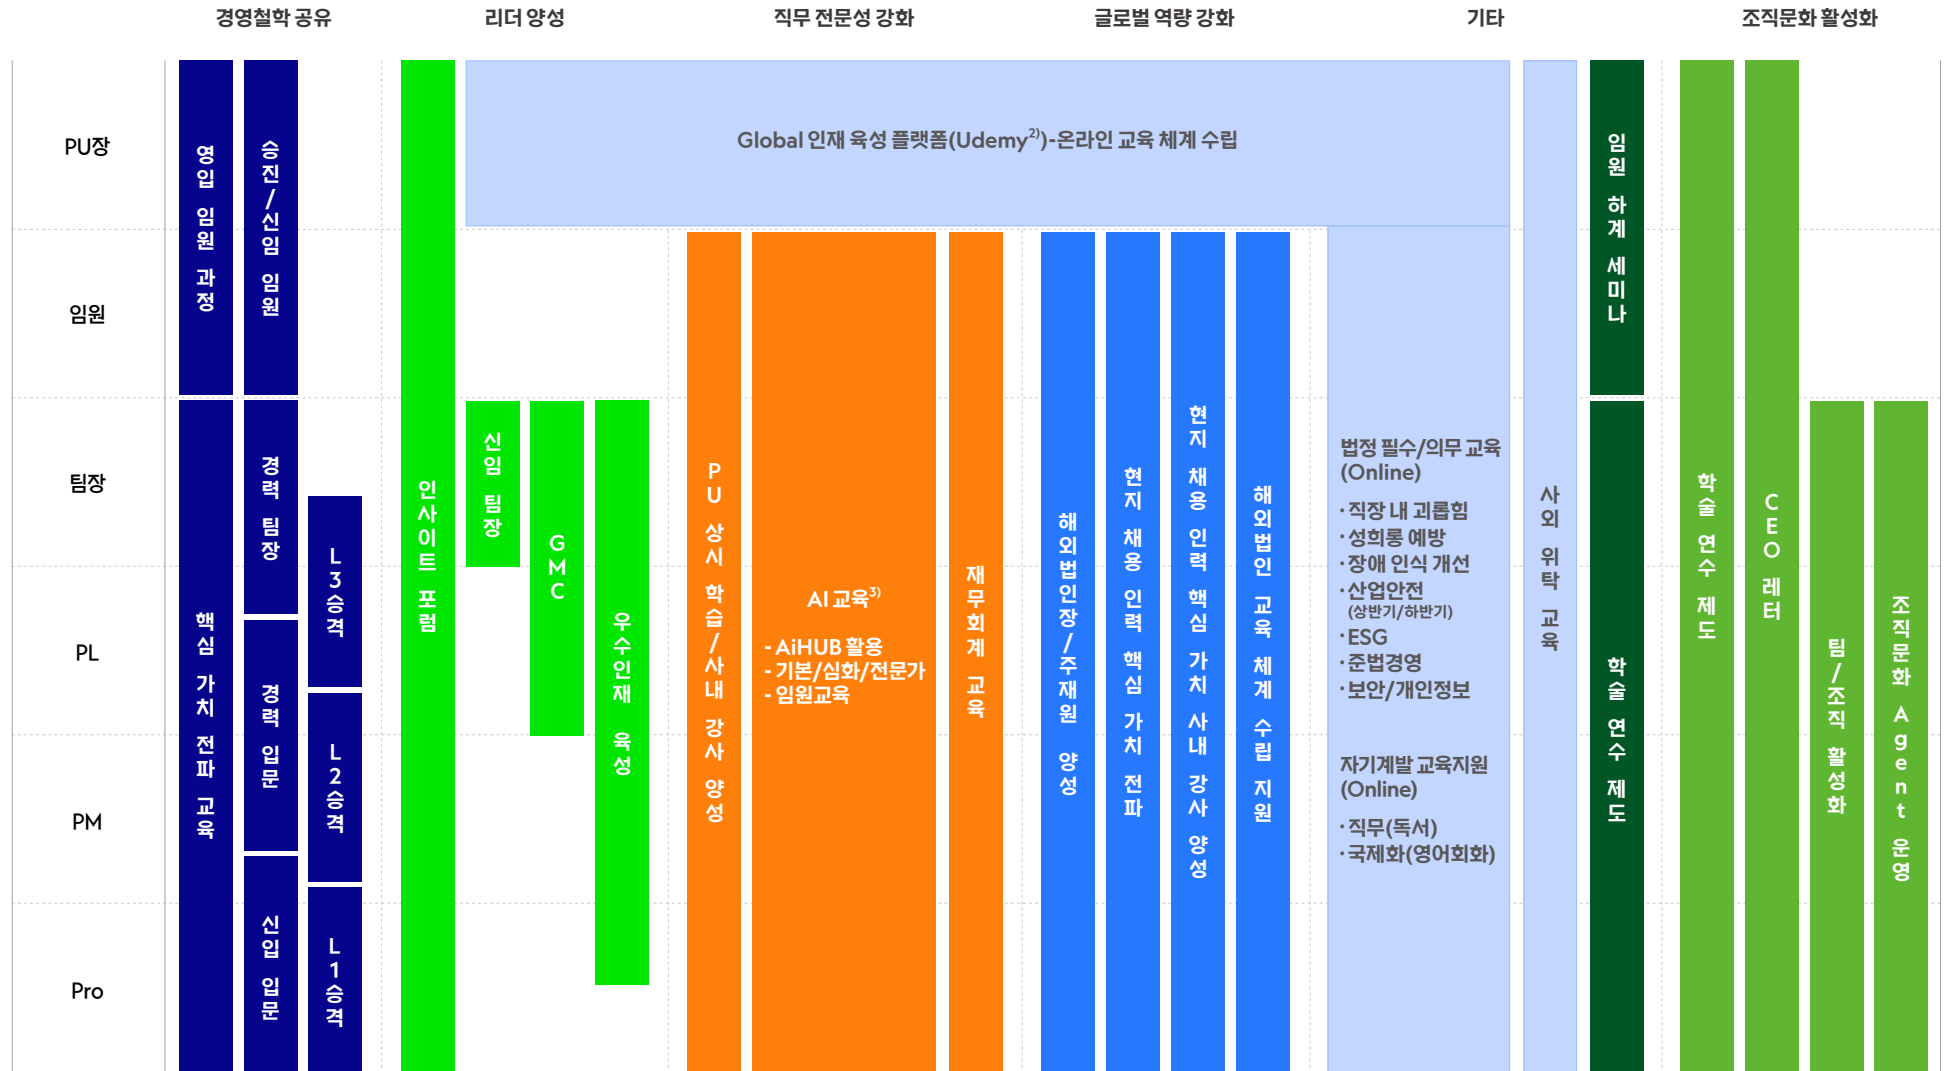 경영철학 공유
리더 양성
직무 전문성 강화
글로벌 역량 강화
기타
조직문화 활성화
PU장
임원
팀장
PL
PM
Pro
영입 임원 과정
승진/신임 임원
핵심 가치 전파 교육
경력 팀장
경력 입문
신입 입문
L3승격
L2승격
L1승격
인사이트 포럼
신임 팀장
GMC
우수인재 육성
Global 인재 육성 플랫폼(Udemy2))-온라인 교육 체계 수립
PU 상시 학습/사내 강사 양성
AI 교육3)
- AiHUB 활용
- 기본/심화/전문가
- 임원교육
재무회계 교육
해외법인장/주재원 양성
현지 채용 인력 핵심 가치 전파
현지 채용 인력 핵심 가치 사내 강사 양성
해외법인 교육 체계 수립 지원
법정 필수/의무 교육
(Online)
·직장 내 괴롭힘
·성희롱 예방
·장애 인식 개선
·산업안전
(상반기/하반기)
·ESG
·준법경영
·보안/개인정보
자기계발 교육지원
(Online)
·직무(독서)
·국제화(영어회화)
사외 위탁 교육
임원 하계 세미나
학술 연수 제도
학술 연수 제도
CEO 레터
팀/조직 활성화
조직문화 Agent 운영